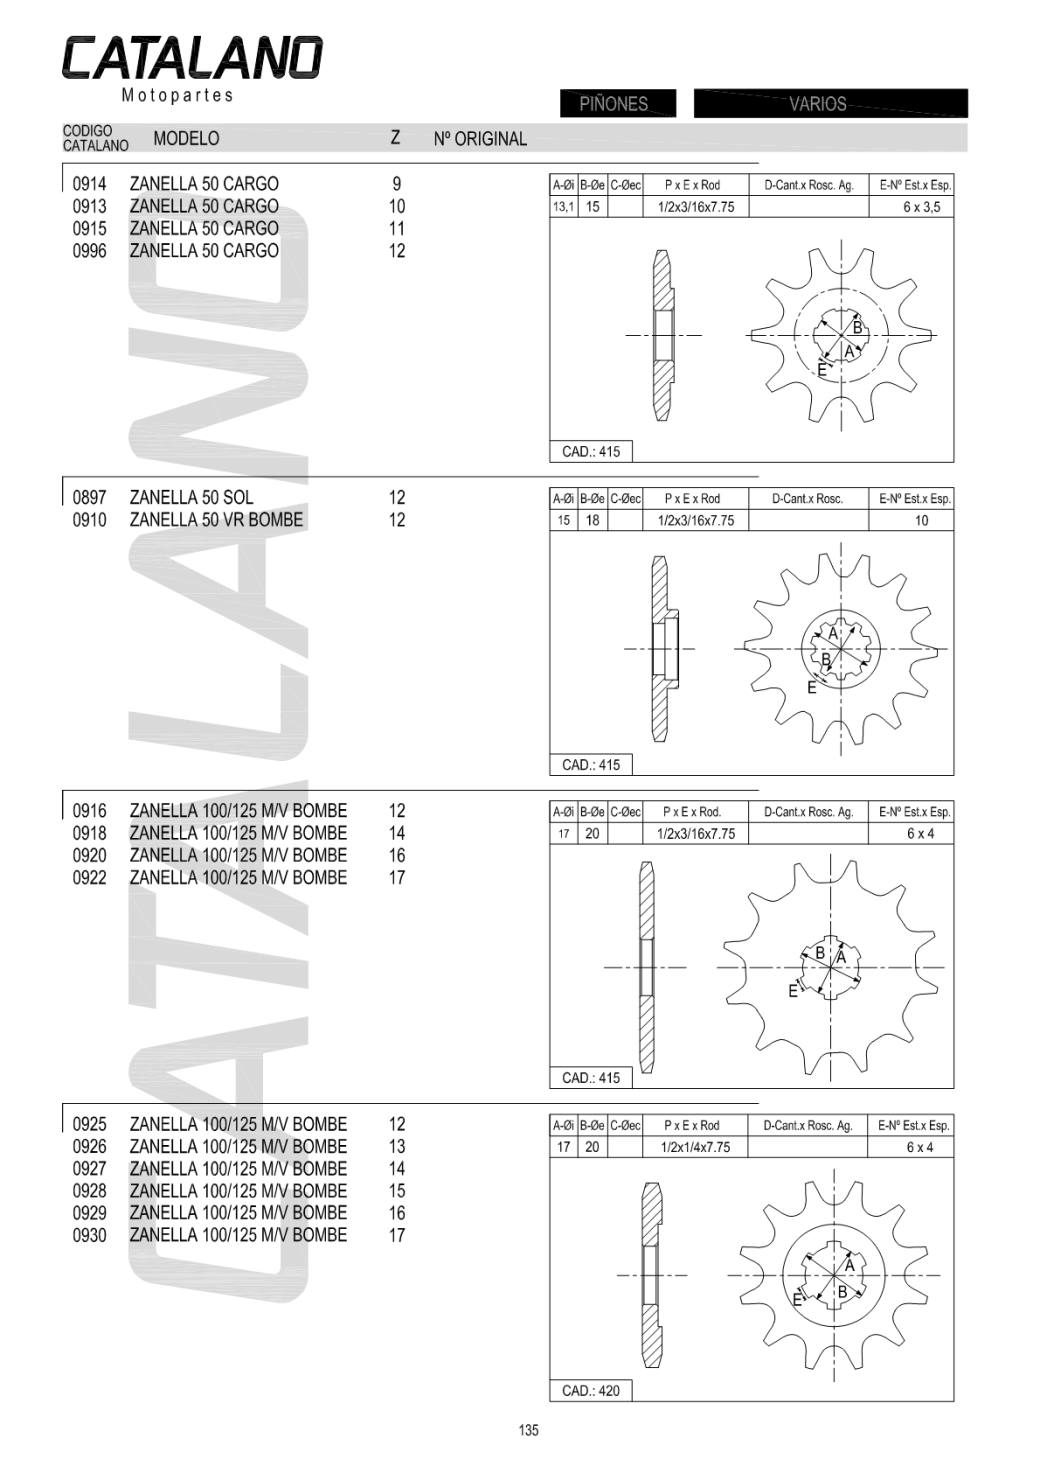 CATALANO
Motopartes
PIÑONES VARIOS
CODIGO CATALANO MODELO Z Nº ORIGINAL
0914 ZANELLA 50 CARGO 9
0913 ZANELLA 50 CARGO 10
0915 ZANELLA 50 CARGO 11
0996 ZANELLA 50 CARGO 12
A-Øi B-Øe C-Øec P x E x Rod D-Cant.x Rosc. Ag. E-Nº Est.x Esp.
13,1 15 1/2x3/16x7.75 6 x 3,5
B
A
E
CAD.: 415
0897 ZANELLA 50 SOL 12
0910 ZANELLA 50 VR BOMBE 12
A-Øi B-Øe C-Øec P x E x Rod D-Cant.x Rosc. E-Nº Est.x Esp.
15 18 1/2x3/16x7.75 10
A
B
E
CAD.: 415
0916 ZANELLA 100/125 M/V BOMBE 12
0918 ZANELLA 100/125 M/V BOMBE 14
0920 ZANELLA 100/125 M/V BOMBE 16
0922 ZANELLA 100/125 M/V BOMBE 17
A-Øi B-Øe C-Øec P x E x Rod. D-Cant.x Rosc. Ag. E-Nº Est.x Esp.
17 20 1/2x3/16x7.75 6 x 4
B A
E
CAD.: 415
0925 ZANELLA 100/125 M/V BOMBE 12
0926 ZANELLA 100/125 M/V BOMBE 13
0927 ZANELLA 100/125 M/V BOMBE 14
0928 ZANELLA 100/125 M/V BOMBE 15
0929 ZANELLA 100/125 M/V BOMBE 16
0930 ZANELLA 100/125 M/V BOMBE 17
A-Øi B-Øe C-Øec P x E x Rod D-Cant.x Rosc. Ag. E-Nº Est.x Esp.
17 20 1/2x1/4x7.75 6 x 4
A
B
E
CAD.: 420
CATALANO
135